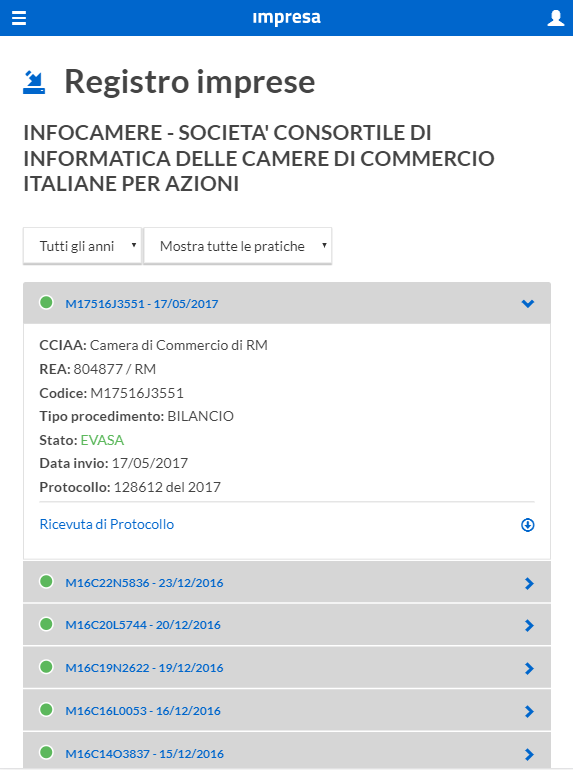 impresa
Registro imprese
INFOCAMERE - SOCIETA' CONSORTILE DI
INFORMATICA DELLE CAMERE DI COMMERCIO
ITALIANE PER AZIONI
Tutti gli anni
Mostra tutte le pratiche
M17516J3551 - 17/05/2017
CCIAA: Camera di Commercio di RM
REA: 804877 / RM
Codice: M17516J3551
Tipo procedimento: BILANCIO
Stato: EVASA
Data invio: 17/05/2017
Protocollo: 128612 del 2017
Ricevuta di Protocollo
M16C22N5836 - 23/12/2016
M16C20L5744 - 20/12/2016
M16C19N2622 - 19/12/2016
M16C16L0053 - 16/12/2016
M16C14O3837 - 15/12/2016